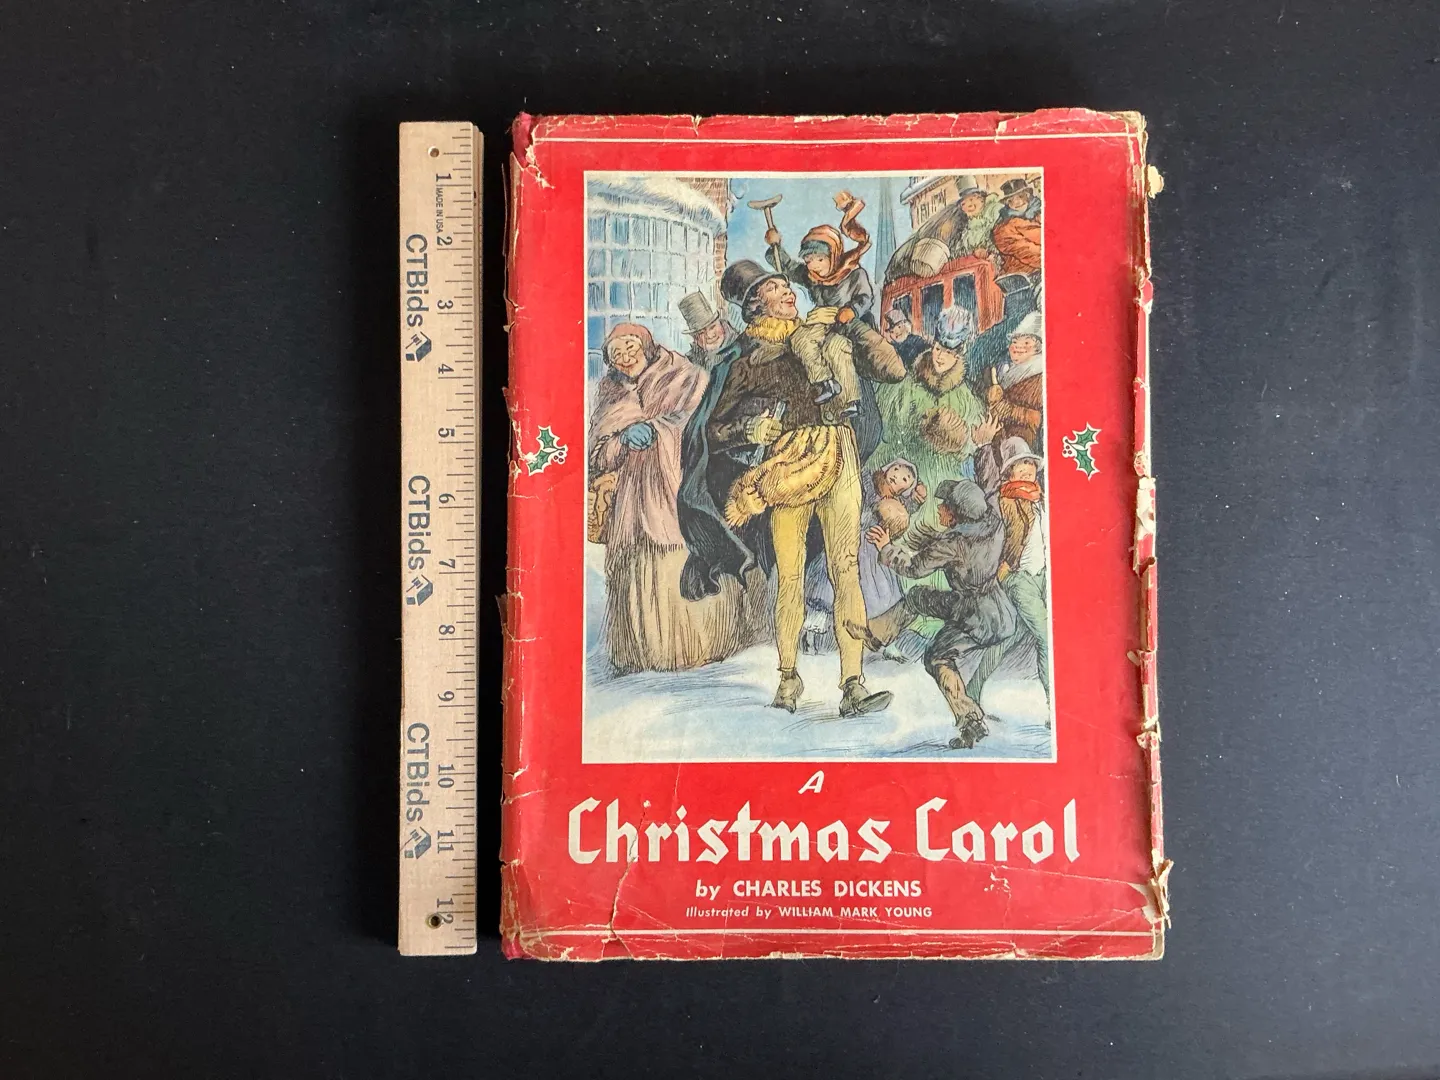 1
MADE IN USA
2
CTBids
3
4
5
6
CTBids
7
8
9
10
CTBids
11
12
A
Christmas Carol
by CHARLES DICKENS
Illustrated by WILLIAM MARK YOUNG